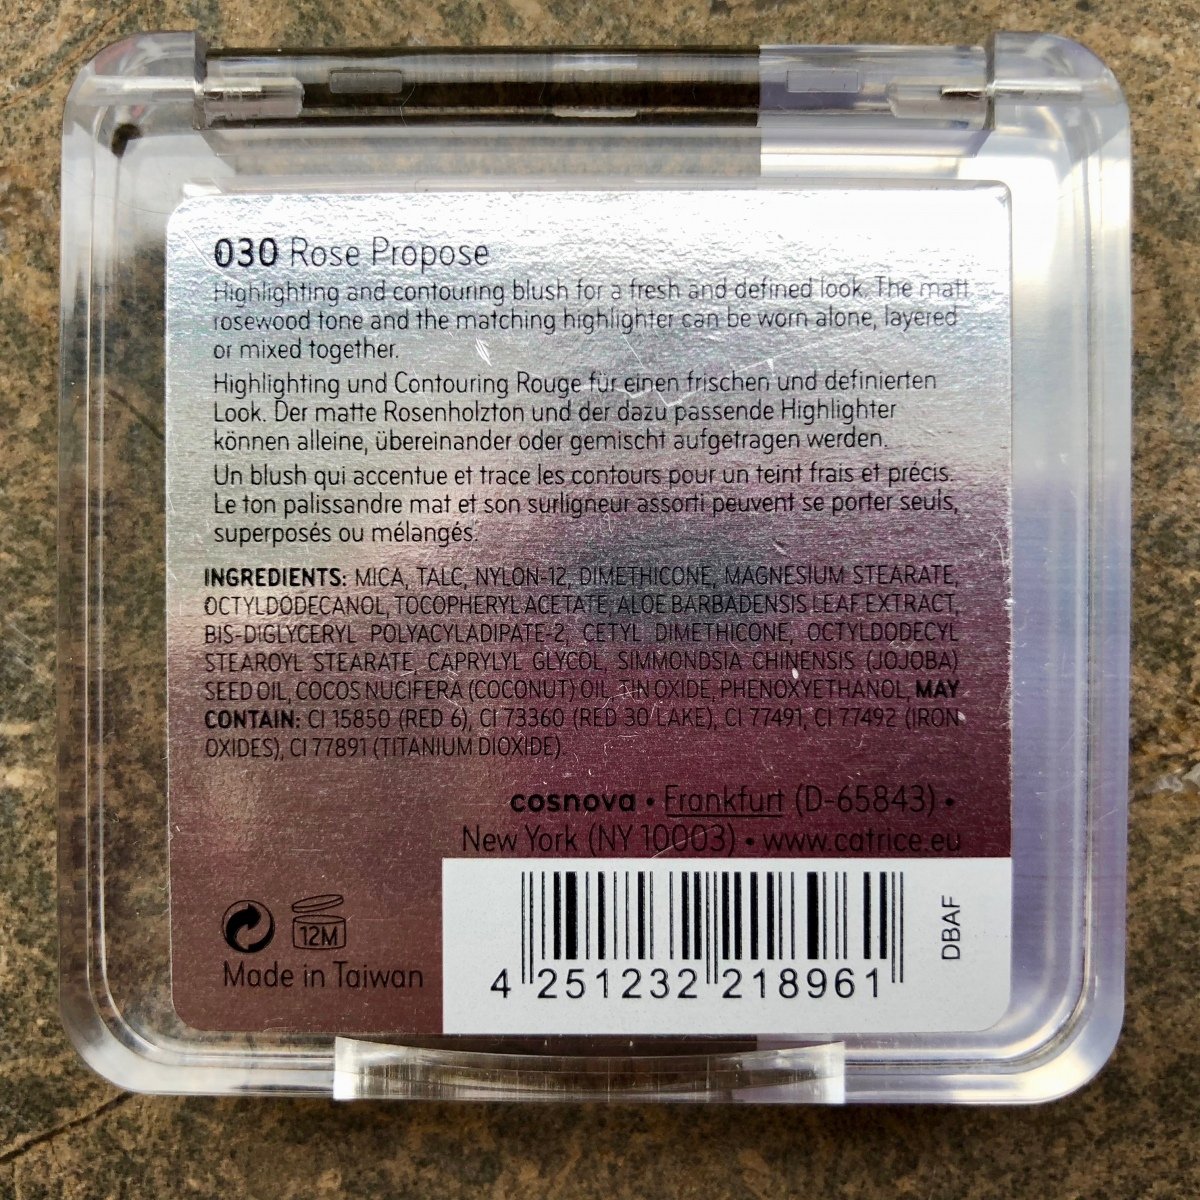 030 Rose Propose
Highlighting and contouring blush for a fresh and defined look. The matt
rosewood tone and the matching highlighter can be worn alone, layered
or mixed together.
Highlighting und Contouring Rouge für einen frischen und definierten
Look. Der matte Rosenholzton und der dazu passende Highlighter
können alleine, übereinander oder gemischt aufgetragen werden.
Un blush qui accentue et trace les contours pour un teint frais et précis.
Le ton palissandre mat et son surligneur assorti peuvent se porter seuls,
superposés ou mélangés.
INGREDIENTS: MICA, TALC, NYLON-12, DIMETHICONE, MAGNESIUM STEARATE,
OCTYLDODECANOL, TOCOPHERYL ACETATE, ALOE BARBADENSIS LEAF EXTRACT,
BIS-DIGLYCERYL POLYACYLADIPATE-2, CETYL DIMETHICONE, OCTYLDODECYL
STEAROYL STEARATE, CAPRYLYL GLYCOL, SIMMONDSIA CHINENSIS (JOJOBA)
SEED OIL, COCOS NUCIFERA (COCONUT) OIL, TIN OXIDE, PHENOXYETHANOL, MAY
CONTAIN: CI 15850 (RED 6), CI 73360 (RED 30 LAKE), CI 77491, CI 77492 (IRON
OXIDES), CI 77891 (TITANIUM DIOXIDE).
cosnova • Frankfurt (D-65843) •
New York (NY 10003) • www.catrice.eu
12M
Made in Taiwan
4 251232 218961
DBAF